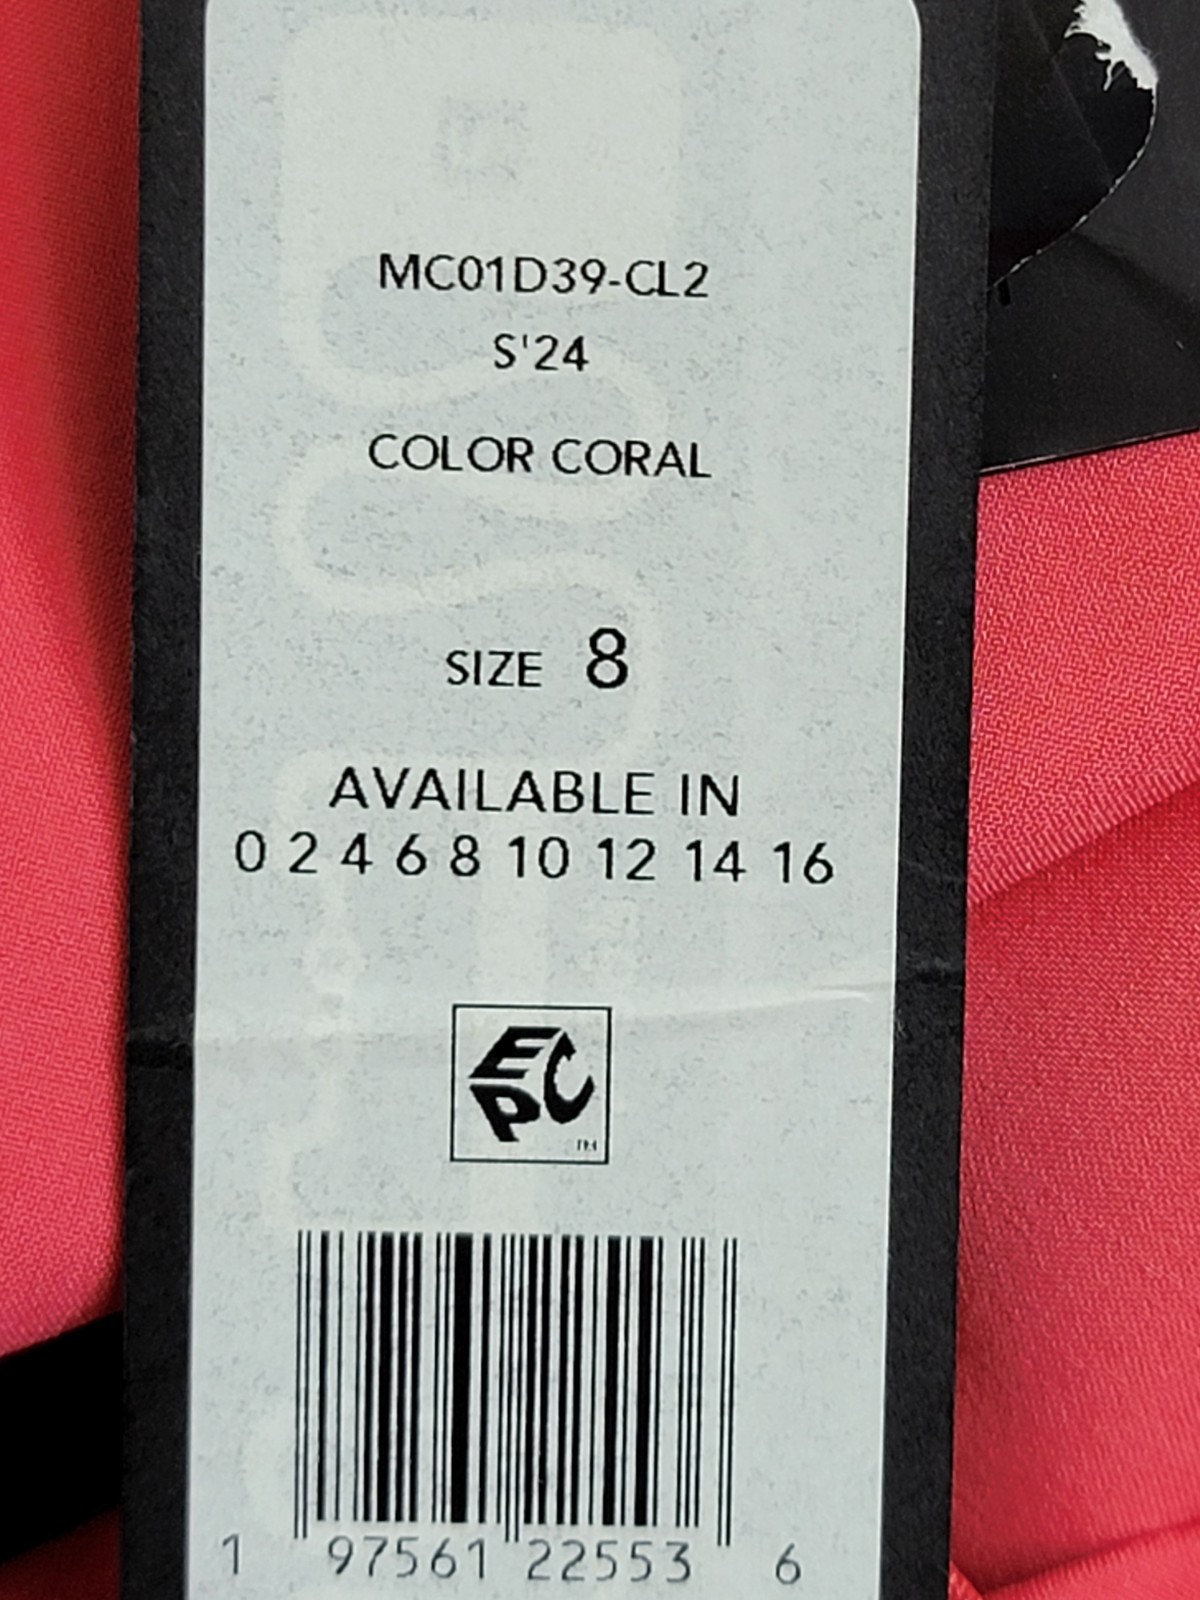 MC01D39-CL2
S'24
COLOR CORAL
SIZE 8
AVAILABLE IN
0 2 4 6 8 10 12 14 16
EPC
TM
1 97561 22553 6